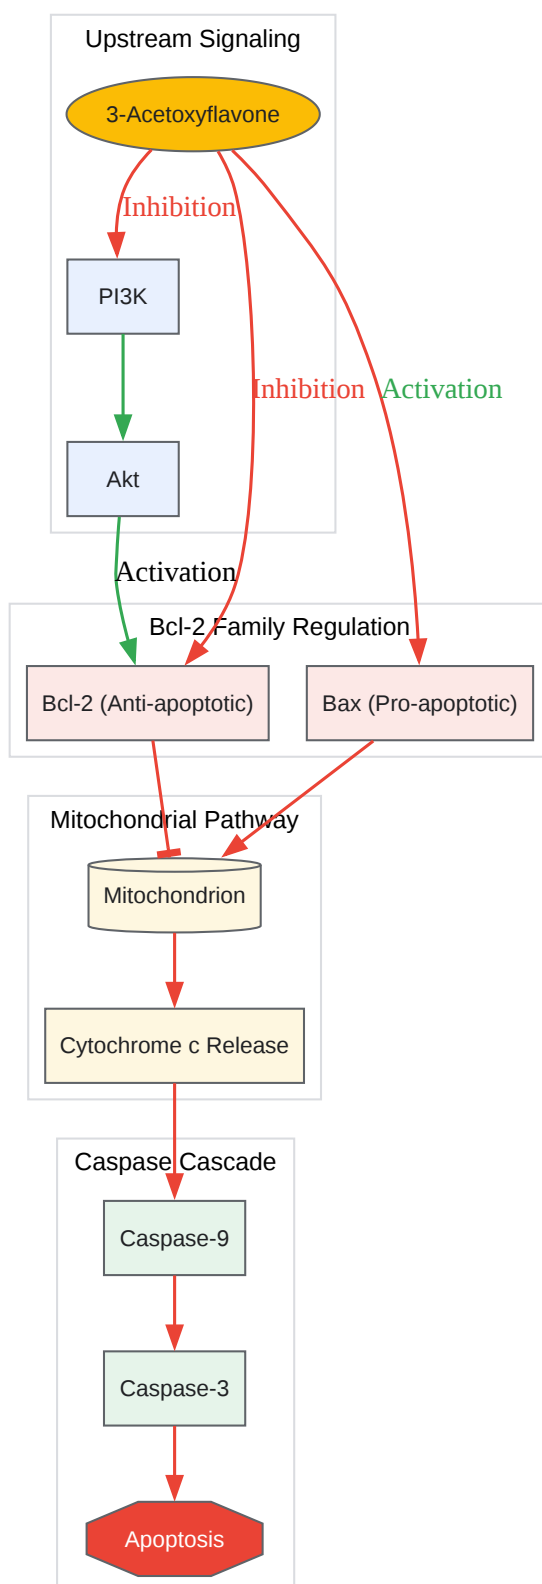 Upstream Signaling
3-Acetoxyflavone
Inhibition
PI3K
Inhibition
Activation
Akt
Activation
Bcl-2 Family Regulation
Bcl-2 (Anti-apoptotic)
Bax (Pro-apoptotic)
Mitochondrial Pathway
Mitochondrion
Cytochrome c Release
Caspase Cascade
Caspase-9
Caspase-3
Apoptosis